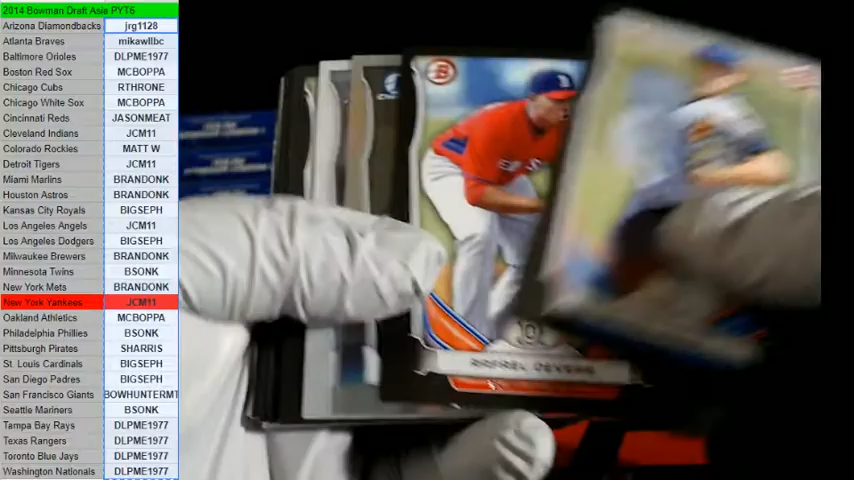 2014 Bowman Draft Asia PYT6
Arizona Diamondbacks jrg1128
Atlanta Braves mikawllbc
Baltimore Orioles DLPME1977
Boston Red Sox MCBOPPA
Chicago Cubs RTHRONE
Chicago White Sox MCBOPPA
Cincinnati Reds JASONMEAT
Cleveland Indians JCM11
Colorado Rockies MATT W
Detroit Tigers JCM11
Miami Marlins BRANDONK
Houston Astros BRANDONK
Kansas City Royals BIGSEPH
Los Angeles Angels JCM11
Los Angeles Dodgers BIGSEPH
Milwaukee Brewers BRANDONK
Minnesota Twins BSONK
New York Mets BRANDONK
New York Yankees JCM11
Oakland Athletics MCBOPPA
Philadelphia Phillies BSONK
Pittsburgh Pirates SHARRIS
St. Louis Cardinals BIGSEPH
San Diego Padres BIGSEPH
San Francisco Giants BOWHUNTERMT
Seattle Mariners BSONK
Tampa Bay Rays DLPME1977
Texas Rangers DLPME1977
Toronto Blue Jays DLPME1977
Washington Nationals DLPME1977
B
RAFAEL DEVERS